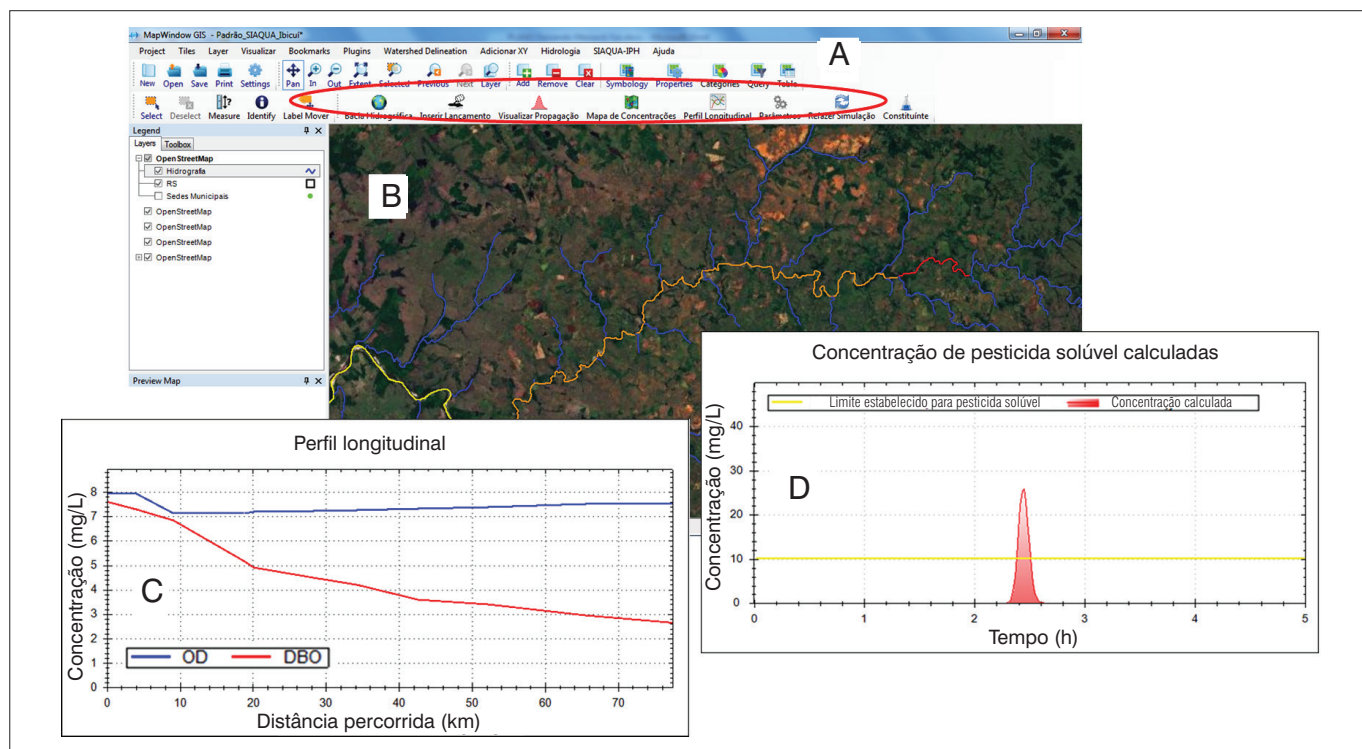 MapWindow GIS - Padrão_SIAQUA_Ibicuí*
Project Tiles Layer Visualizar Bookmarks Plugins Watershed Delineation Adicionar XY Hidrologia SIAQUA-IPH Ajuda
A
New Open Save Print Settings Pan In Out Extent Selected Previous Next Layer Add Remove Clear Symbology Properties Categories Query Table
Select Deselect Measure Identify Label Mover Bacia Hidrográfica Inserir Lançamento Visualizar Propagação Mapa de Concentrações Perfil Longitudinal Parâmetros Refazer Simulação Constituínte
Legend
Layers Toolbox
OpenStreetMap
Hidrografia
RS
Sedes Municipais
OpenStreetMap
OpenStreetMap
OpenStreetMap
OpenStreetMap
Preview Map
B
Perfil longitudinal
Concentração (mg/L)
8
7
6
5
4
3
2
1
0
C
OD DBO
0 10 20 30 40 50 60 70
Distância percorrida (km)
Concentração de pesticida solúvel calculadas
Limite estabelecido para pesticida solúvel Concentração calculada
Concentração (mg/L)
40
30
20
10
0
D
0 1 2 3 4 5
Tempo (h)